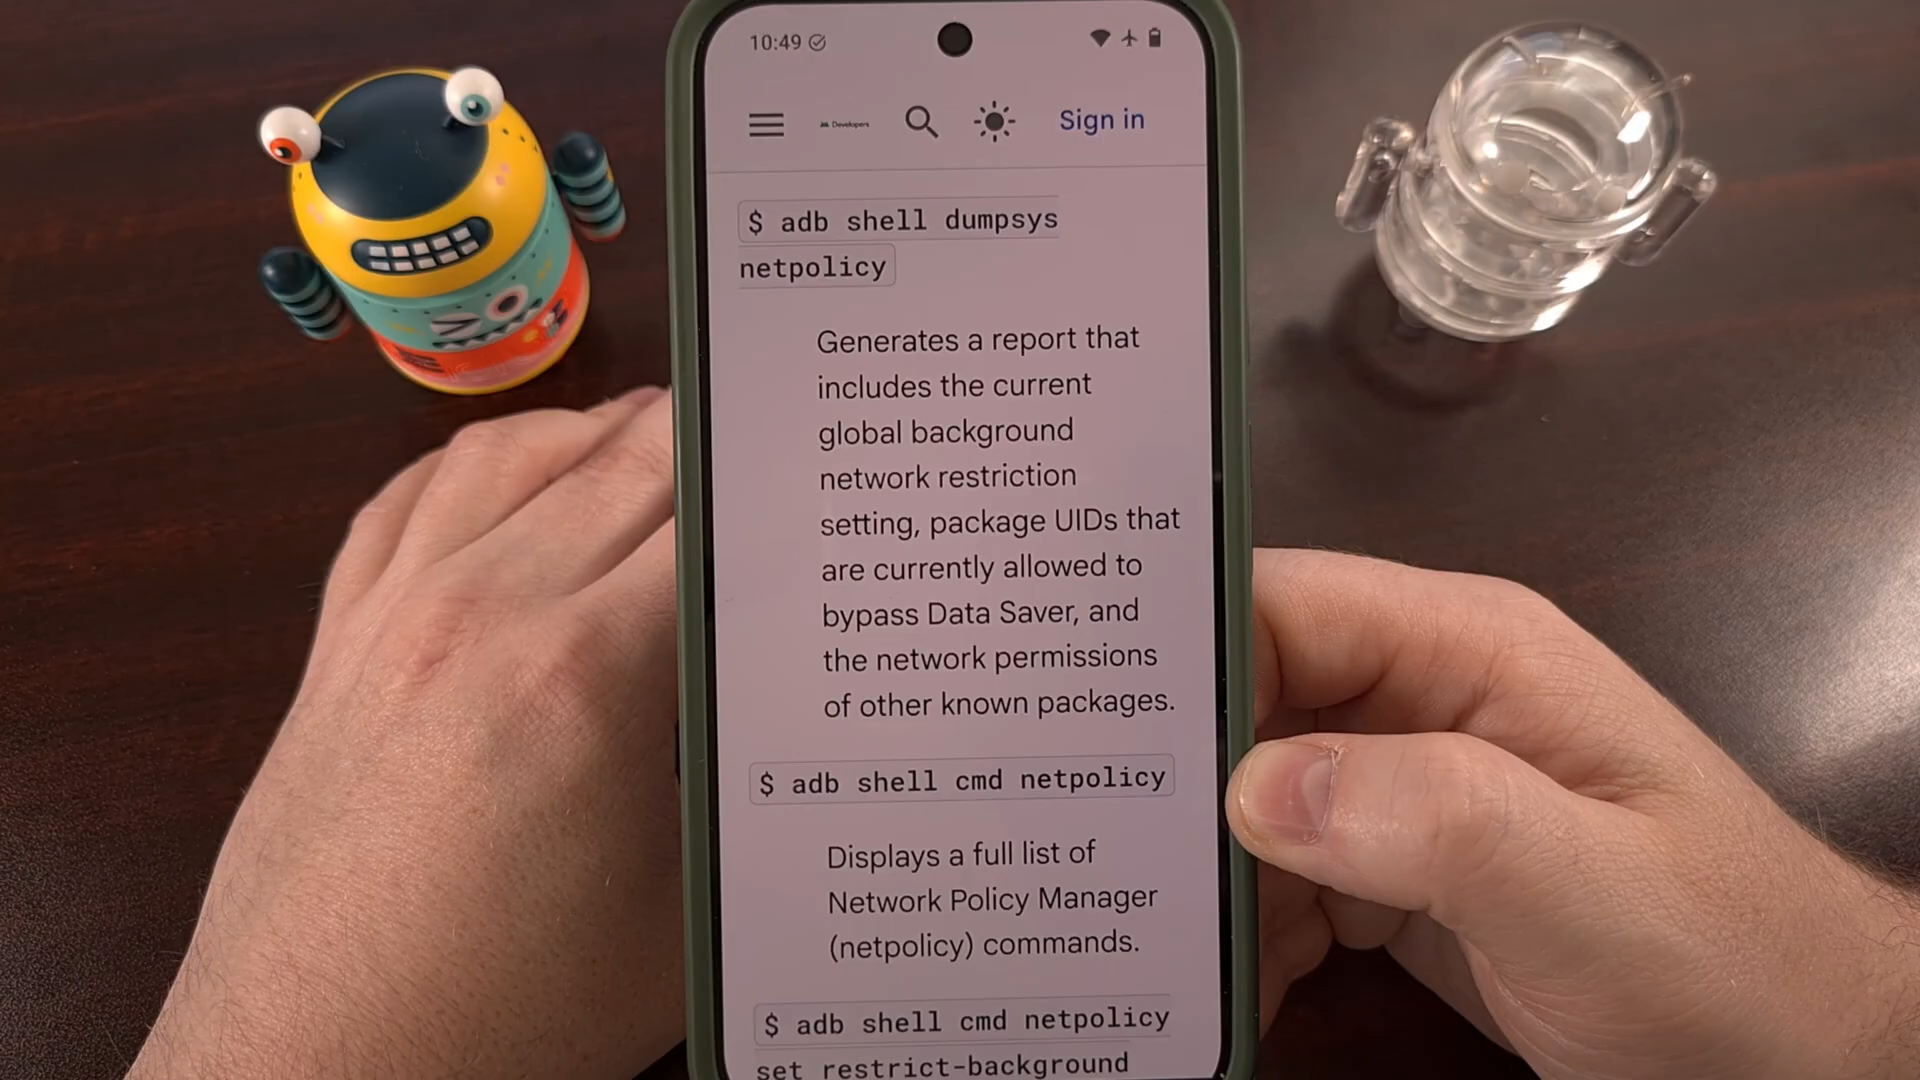 10:49
Developers
Sign in
$ adb shell dumpsys
netpolicy
Generates a report that
includes the current
global background
network restriction
setting, package UIDs that
are currently allowed to
bypass Data Saver, and
the network permissions
of other known packages.
$ adb shell cmd netpolicy
Displays a full list of
Network Policy Manager
(netpolicy) commands.
$ adb shell cmd netpolicy
set restrict-background